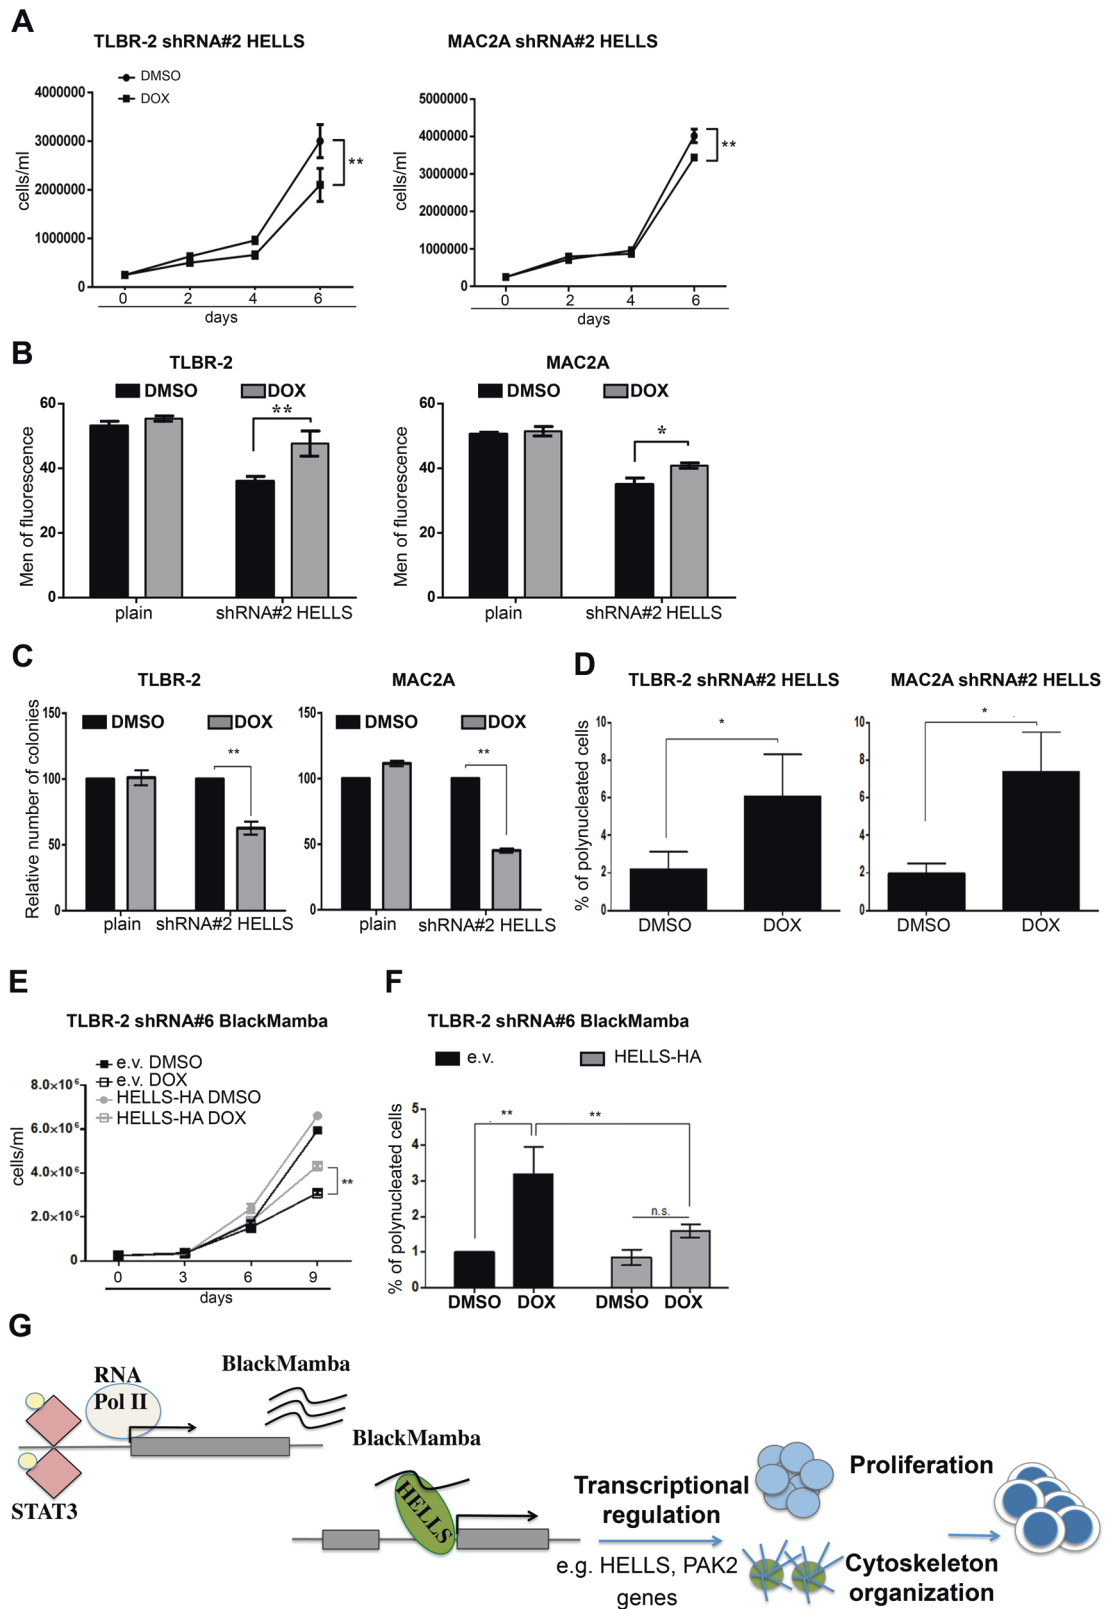 A
TLBR-2 shRNA#2 HELLS
MAC2A shRNA#2 HELLS
DMSO
DOX
cells/ml
4000000
3000000
2000000
1000000
0
0 2 4 6
days
**
cells/ml
5000000
4000000
3000000
2000000
1000000
0
0 2 4 6
days
**
B
TLBR-2
DMSO DOX
Men of fluorescence
60
40
20
0
**
plain shRNA#2 HELLS
MAC2A
DMSO DOX
Men of fluorescence
60
40
20
0
*
plain shRNA#2 HELLS
C
TLBR-2
DMSO DOX
Relative number of colonies
150
100
50
0
**
plain shRNA#2 HELLS
MAC2A
DMSO DOX
150
100
50
0
**
plain shRNA#2 HELLS
D
TLBR-2 shRNA#2 HELLS
% of polynucleated cells
10
8
6
4
2
0
*
DMSO DOX
MAC2A shRNA#2 HELLS
10
8
6
4
2
0
*
DMSO DOX
E
TLBR-2 shRNA#6 BlackMamba
e.v. DMSO
e.v. DOX
HELLS-HA DMSO
HELLS-HA DOX
cells/ml
8.0×10⁶
6.0×10⁶
4.0×10⁶
2.0×10⁶
0
0 3 6 9
days
**
F
TLBR-2 shRNA#6 BlackMamba
e.v. HELLS-HA
% of polynucleated cells
5
4
3
2
1
0
** **
n.s.
DMSO DOX DMSO DOX
G
RNA
Pol II
BlackMamba
STAT3
BlackMamba
HELLS
Transcriptional
regulation
e.g. HELLS, PAK2
genes
Proliferation
Cytoskeleton
organization